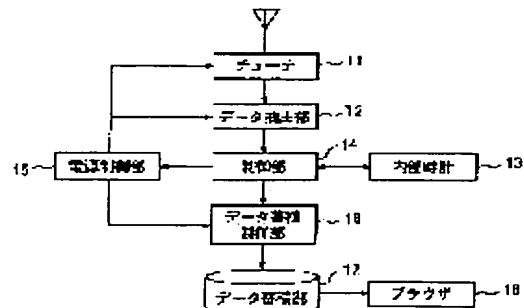 チューナ
11
データ抽出部
12
電源制御部
15
制御部
14
内部時計
13
データ蓄積
制御部
データ蓄積部
17
ブラウザ
18